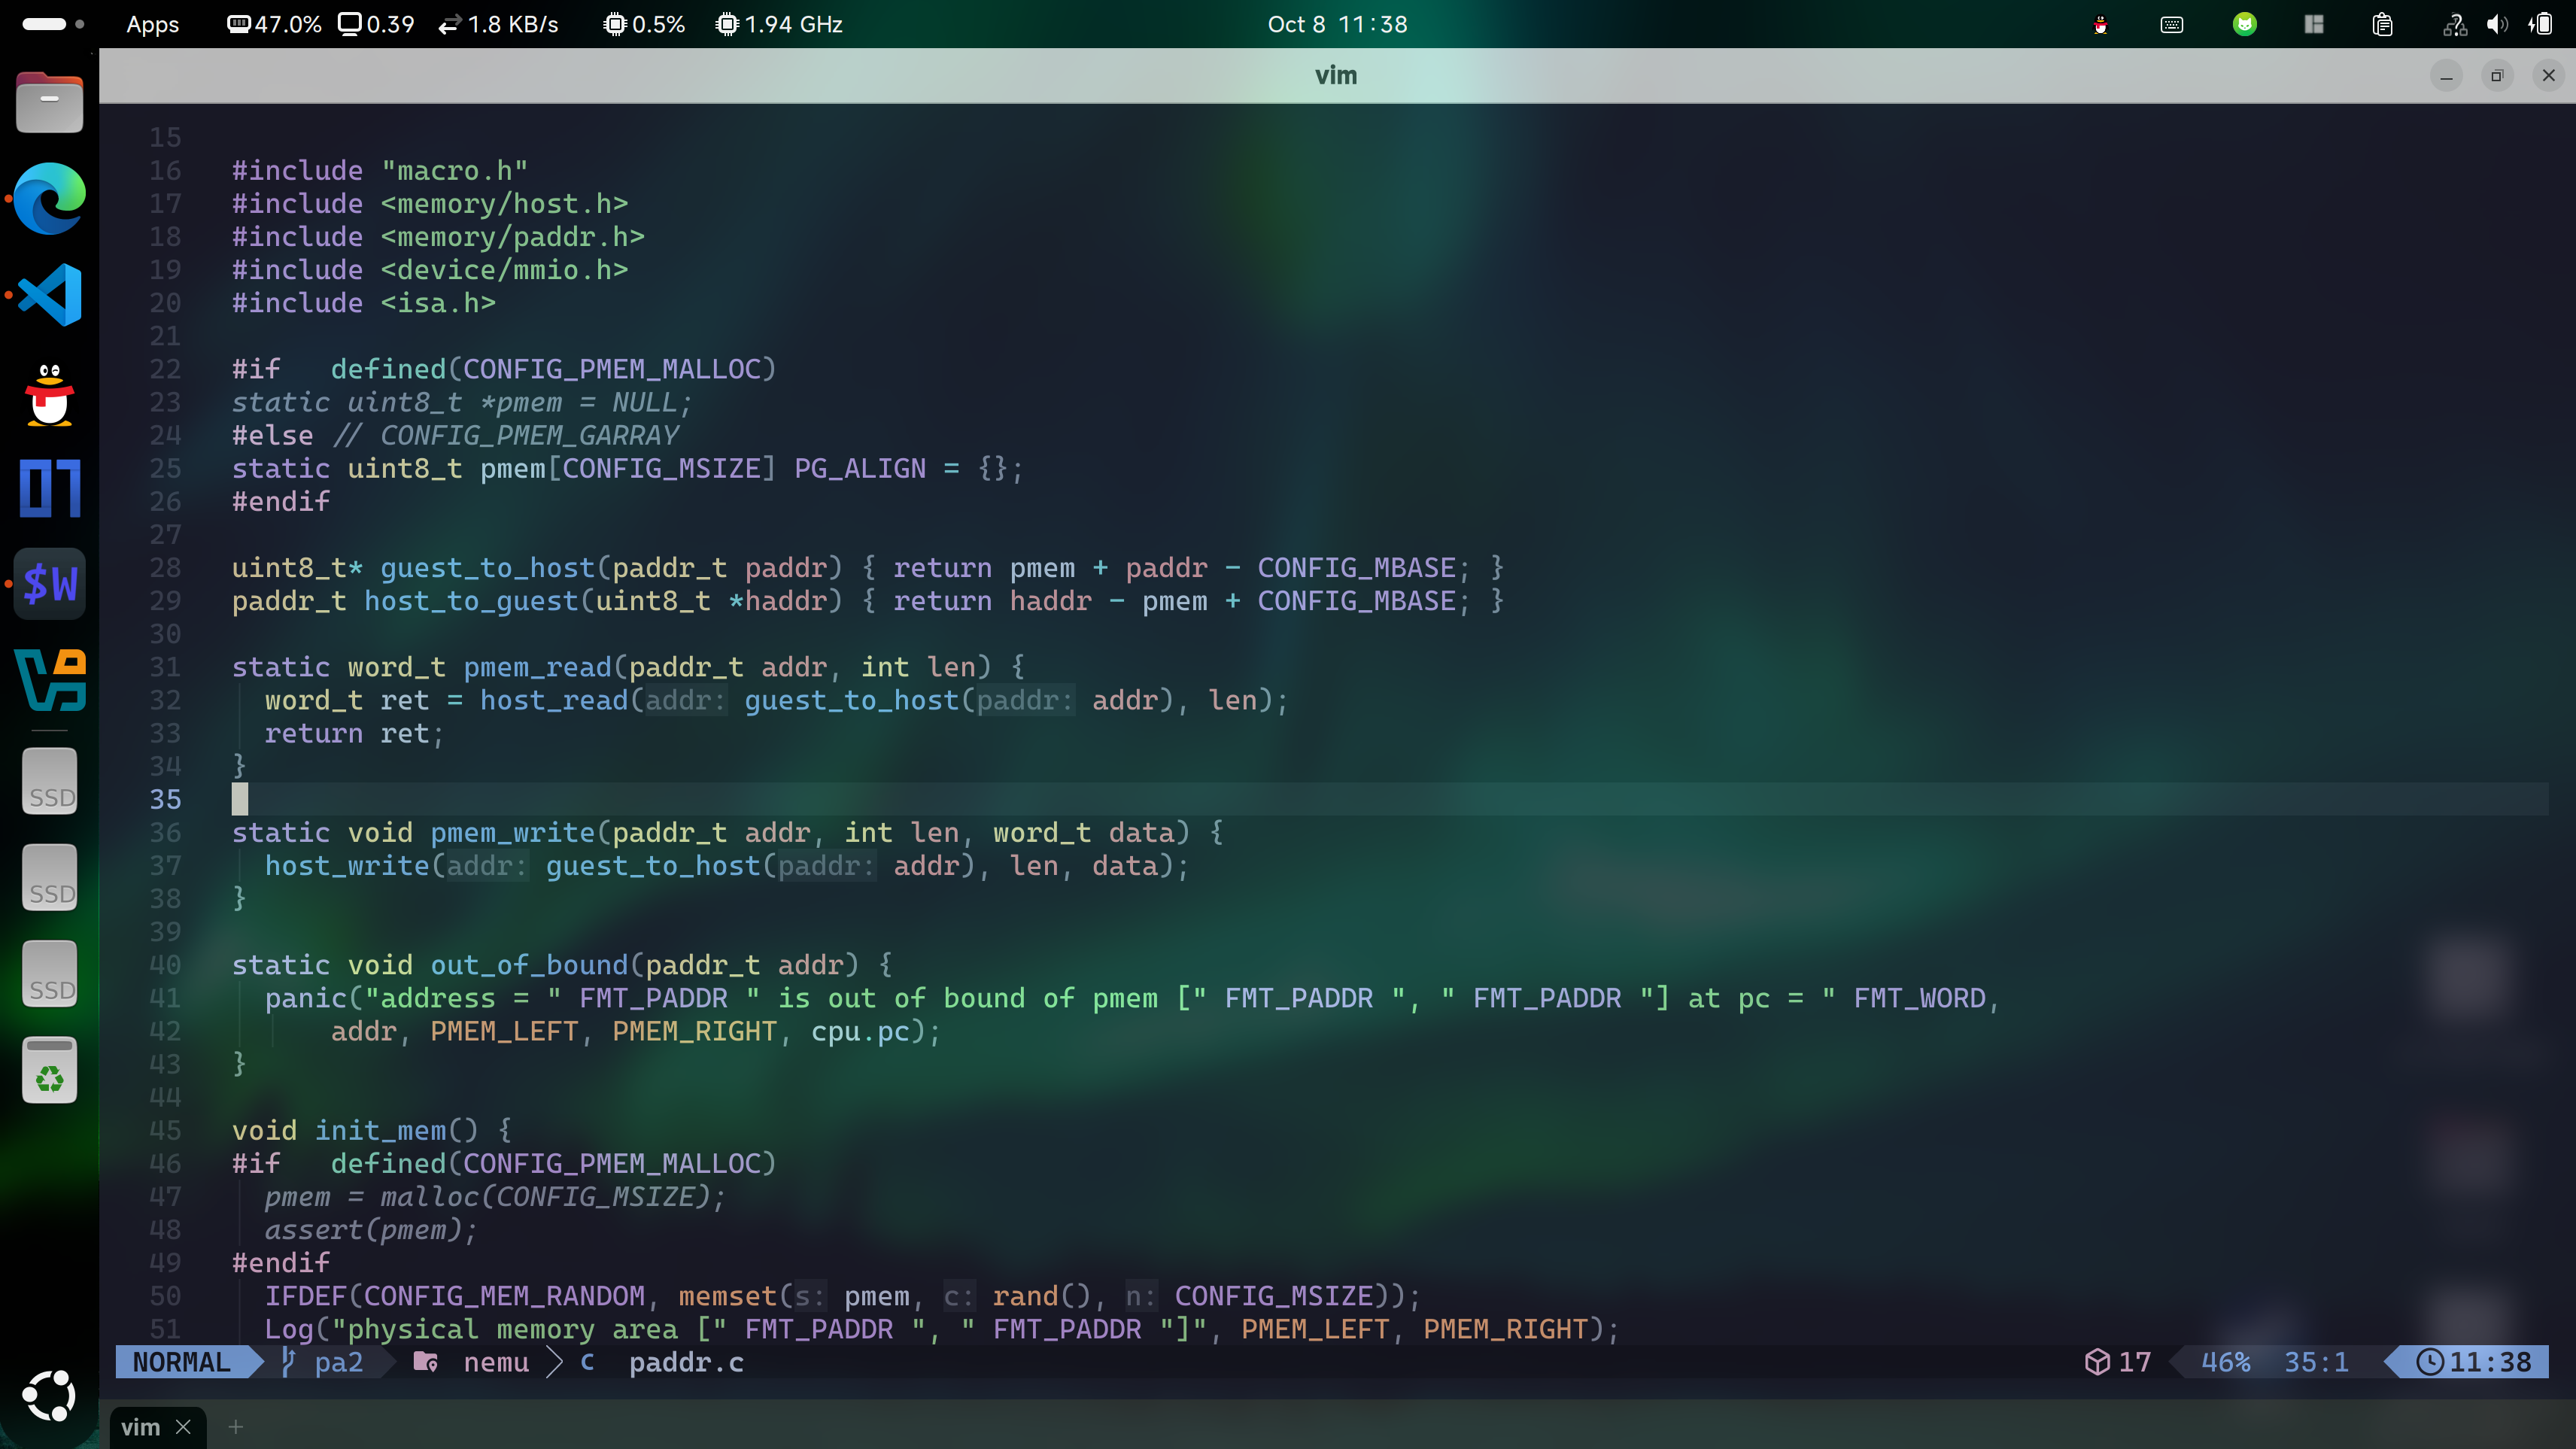 Apps 47.0% 0.39 1.8 KB/s 0.5% 1.94 GHz Oct 8 11:38
vim
15
16 #include "macro.h"
17 #include <memory/host.h>
18 #include <memory/paddr.h>
19 #include <device/mmio.h>
20 #include <isa.h>
21
22 #if   defined(CONFIG_PMEM_MALLOC)
23 static uint8_t *pmem = NULL;
24 #else // CONFIG_PMEM_GARRAY
25 static uint8_t pmem[CONFIG_MSIZE] PG_ALIGN = {};
26 #endif
27
28 uint8_t* guest_to_host(paddr_t paddr) { return pmem + paddr - CONFIG_MBASE; }
29 paddr_t host_to_guest(uint8_t *haddr) { return haddr - pmem + CONFIG_MBASE; }
30
31 static word_t pmem_read(paddr_t addr, int len) {
32   word_t ret = host_read(addr: guest_to_host(paddr: addr), len);
33   return ret;
34 }
35
36 static void pmem_write(paddr_t addr, int len, word_t data) {
37   host_write(addr: guest_to_host(paddr: addr), len, data);
38 }
39
40 static void out_of_bound(paddr_t addr) {
41   panic("address = " FMT_PADDR " is out of bound of pmem [" FMT_PADDR ", " FMT_PADDR "] at pc = " FMT_WORD,
42       addr, PMEM_LEFT, PMEM_RIGHT, cpu.pc);
43 }
44
45 void init_mem() {
46 #if   defined(CONFIG_PMEM_MALLOC)
47   pmem = malloc(CONFIG_MSIZE);
48   assert(pmem);
49 #endif
50   IFDEF(CONFIG_MEM_RANDOM, memset(s: pmem, c: rand(), n: CONFIG_MSIZE));
51   Log("physical memory area [" FMT_PADDR ", " FMT_PADDR "]", PMEM_LEFT, PMEM_RIGHT);
NORMAL pa2 nemu C paddr.c 17 46% 35:1 11:38
vim
01
$W
SSD
SSD
SSD